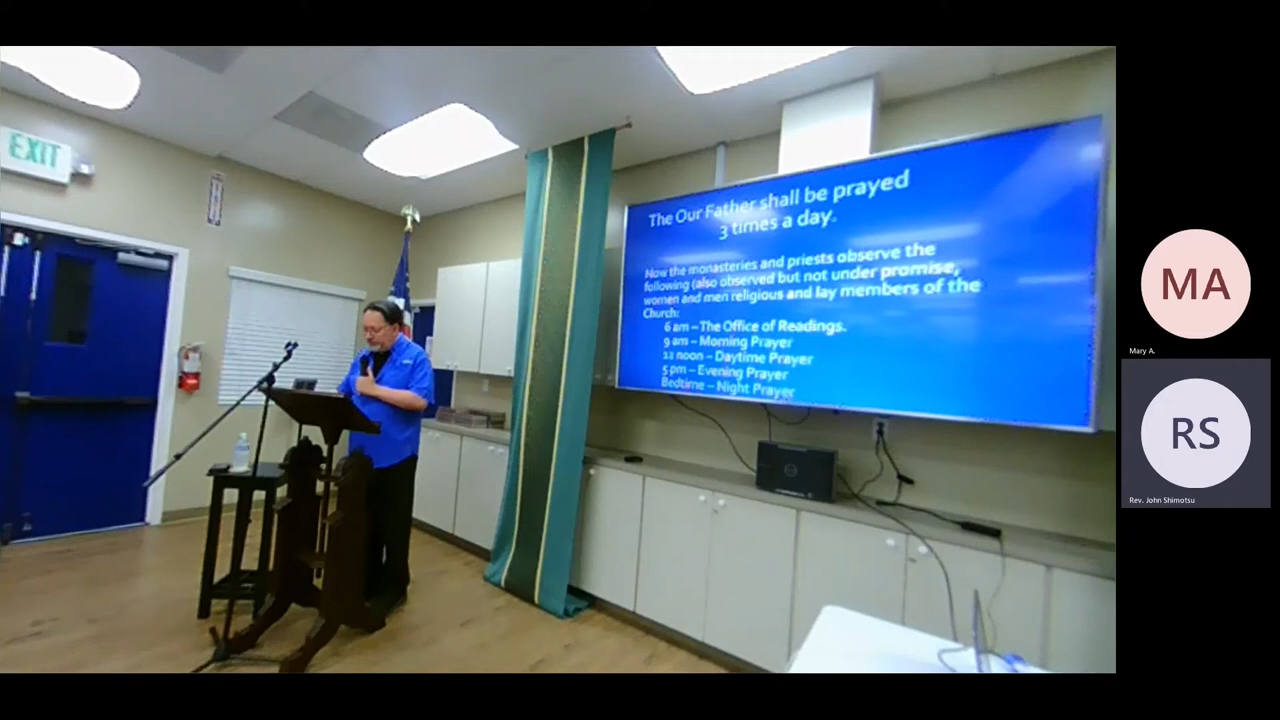 EXIT
The Our Father shall be prayed
3 times a day.
Now the monasteries and priests observe the
following (also observed but not under promise,
women and men religious and lay members of the
Church:
6 am – The Office of Readings.
9 am – Morning Prayer
12 noon – Daytime Prayer
5 pm – Evening Prayer
Bedtime – Night Prayer
MA
Mary A.
RS
Rev. John Shimotsu